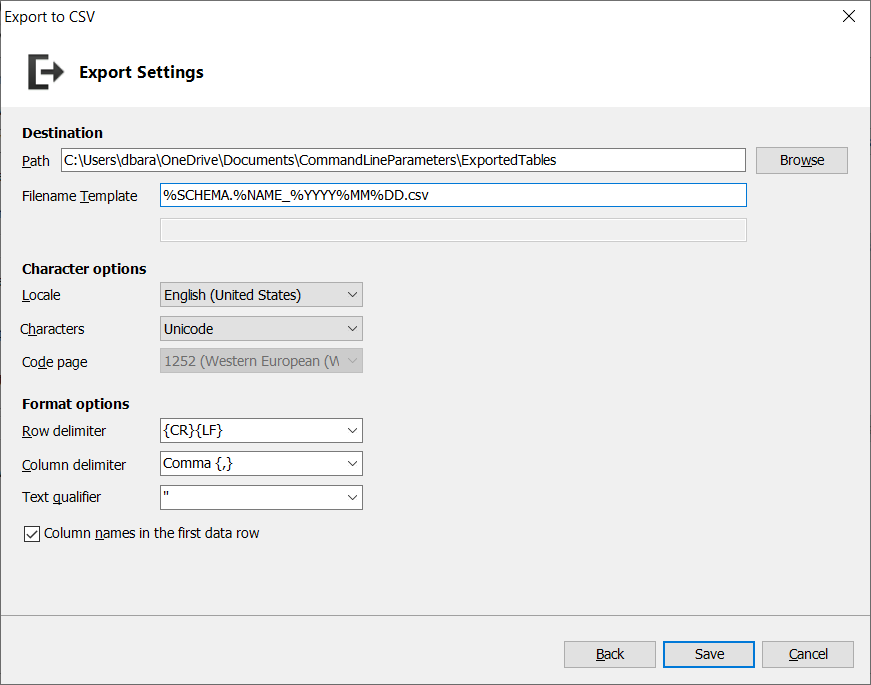 Export to CSV
Export Settings
Destination
Path C:\Users\dbara\OneDrive\Documents\CommandLineParameters\ExportedTables Browse
Filename Template %SCHEMA.%NAME_%YYYY%MM%DD.csv
Character options
Locale English (United States)
Characters Unicode
Code page 1252 (Western European (W
Format options
Row delimiter {CR}{LF}
Column delimiter Comma {,}
Text qualifier "
Column names in the first data row
Back Save Cancel